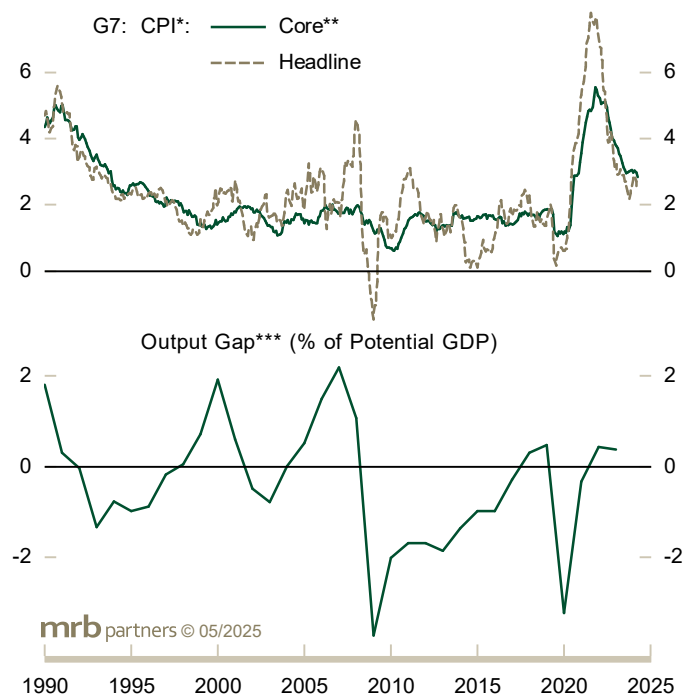 G7: CPI*: Core**
Headline
6 6
4 4
2 2
0 0
Output Gap*** (% of Potential GDP)
2 2
0 0
-2 -2
mrb partners © 05/2025
1990 1995 2000 2005 2010 2015 2020 2025